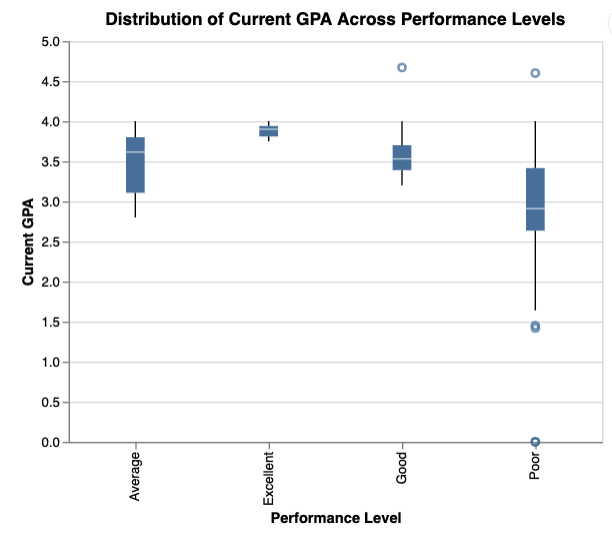 Distribution of Current GPA Across Performance Levels
5.0
4.5
4.0
3.5
3.0
2.5
2.0
1.5
1.0
0.5
0.0
Current GPA
Average
Excellent
Good
Poor
Performance Level